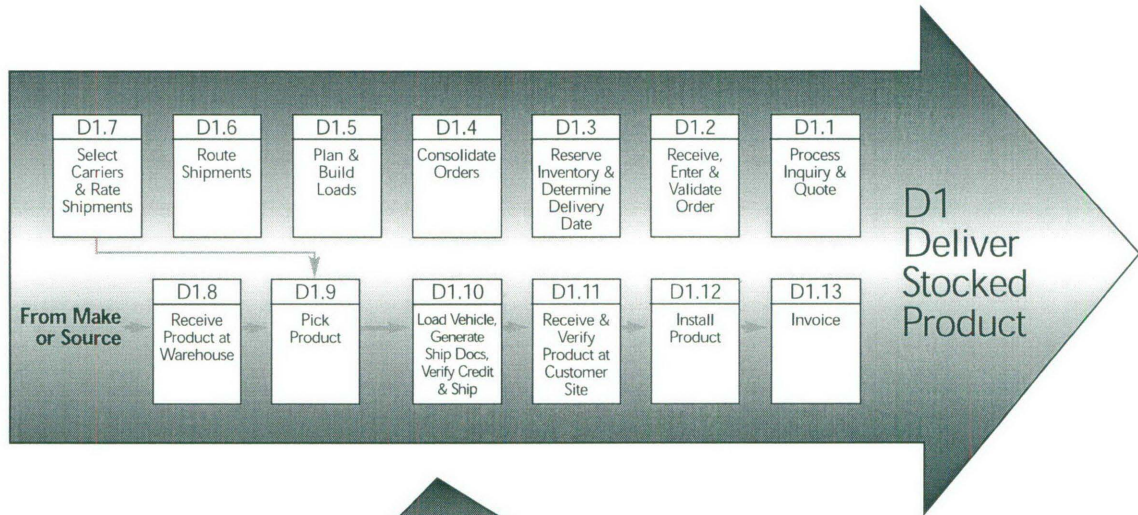 D1.7
Select
Carriers
& Rate
Shipments
D1.6
Route
Shipments
D1.5
Plan &
Build
Loads
D1.4
Consolidate
Orders
D1.3
Reserve
Inventory &
Determine
Delivery
Date
D1.2
Receive,
Enter &
Validate
Order
D1.1
Process
Inquiry &
Quote
D1
Deliver
Stocked
Product
From Make
or Source
D1.8
Receive
Product at
Warehouse
D1.9
Pick
Product
D1.10
Load Vehicle,
Generate
Ship Docs,
Verify Credit
& Ship
D1.11
Receive &
Verify
Product at
Customer
Site
D1.12
Install
Product
D1.13
Invoice